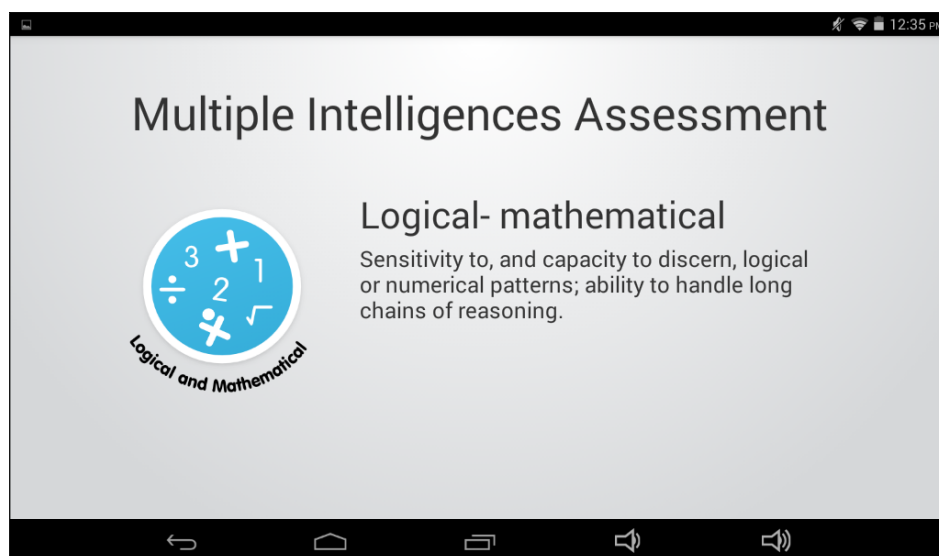 12:35 PM
Multiple Intelligences Assessment
Logical- mathematical
Sensitivity to, and capacity to discern, logical
or numerical patterns; ability to handle long
chains of reasoning.
3
1
÷ 2
√
Logical and Mathematical